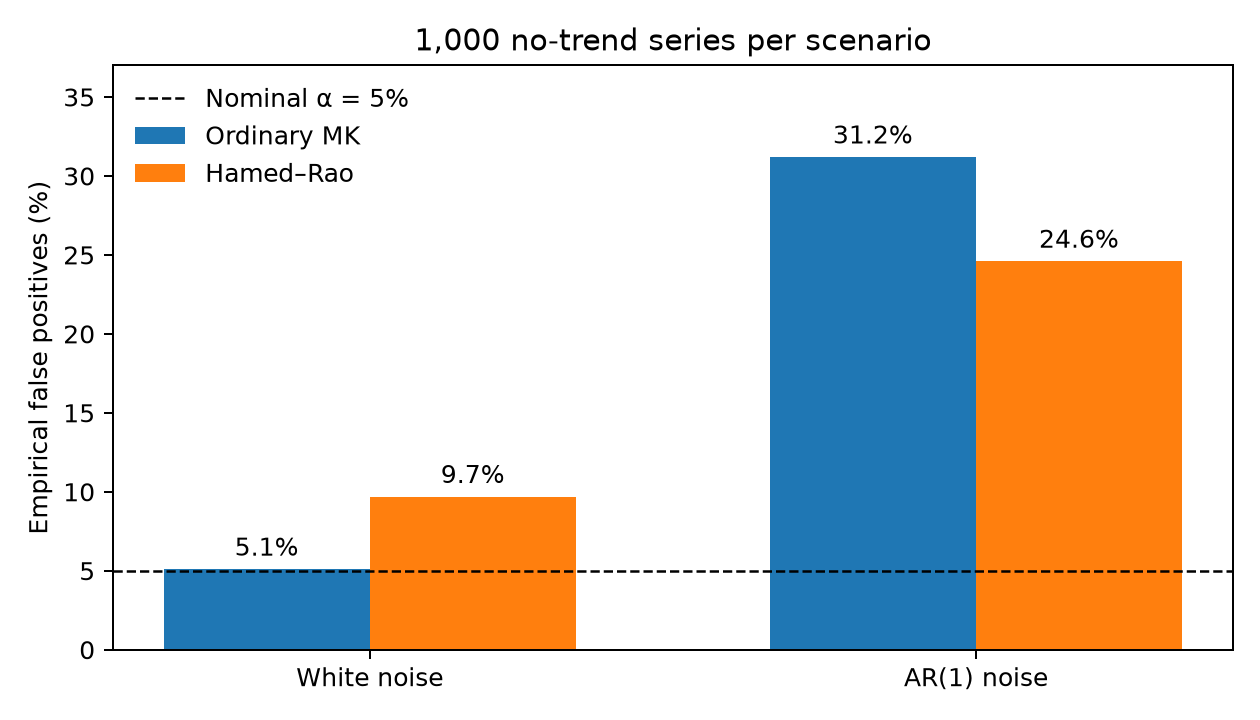 1,000 no-trend series per scenario
Empirical false positives (%)
35
30
25
20
15
10
5
0
Nominal α = 5%
Ordinary MK
Hamed–Rao
5.1%
9.7%
31.2%
24.6%
White noise
AR(1) noise